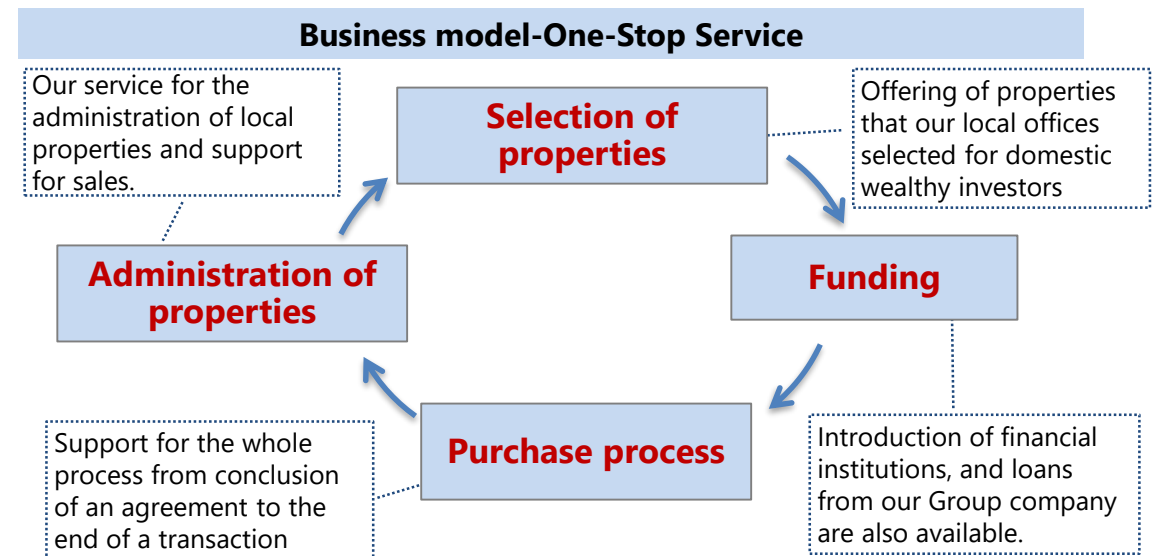 Business model-One-Stop Service
Our service for the
administration of local
properties and support
for sales.
Selection of
properties
Offering of properties
that our local offices
selected for domestic
wealthy investors
Administration of
properties
Funding
Purchase process
Support for the whole
process from conclusion
of an agreement to the
end of a transaction
Introduction of financial
institutions, and loans
from our Group company
are also available.